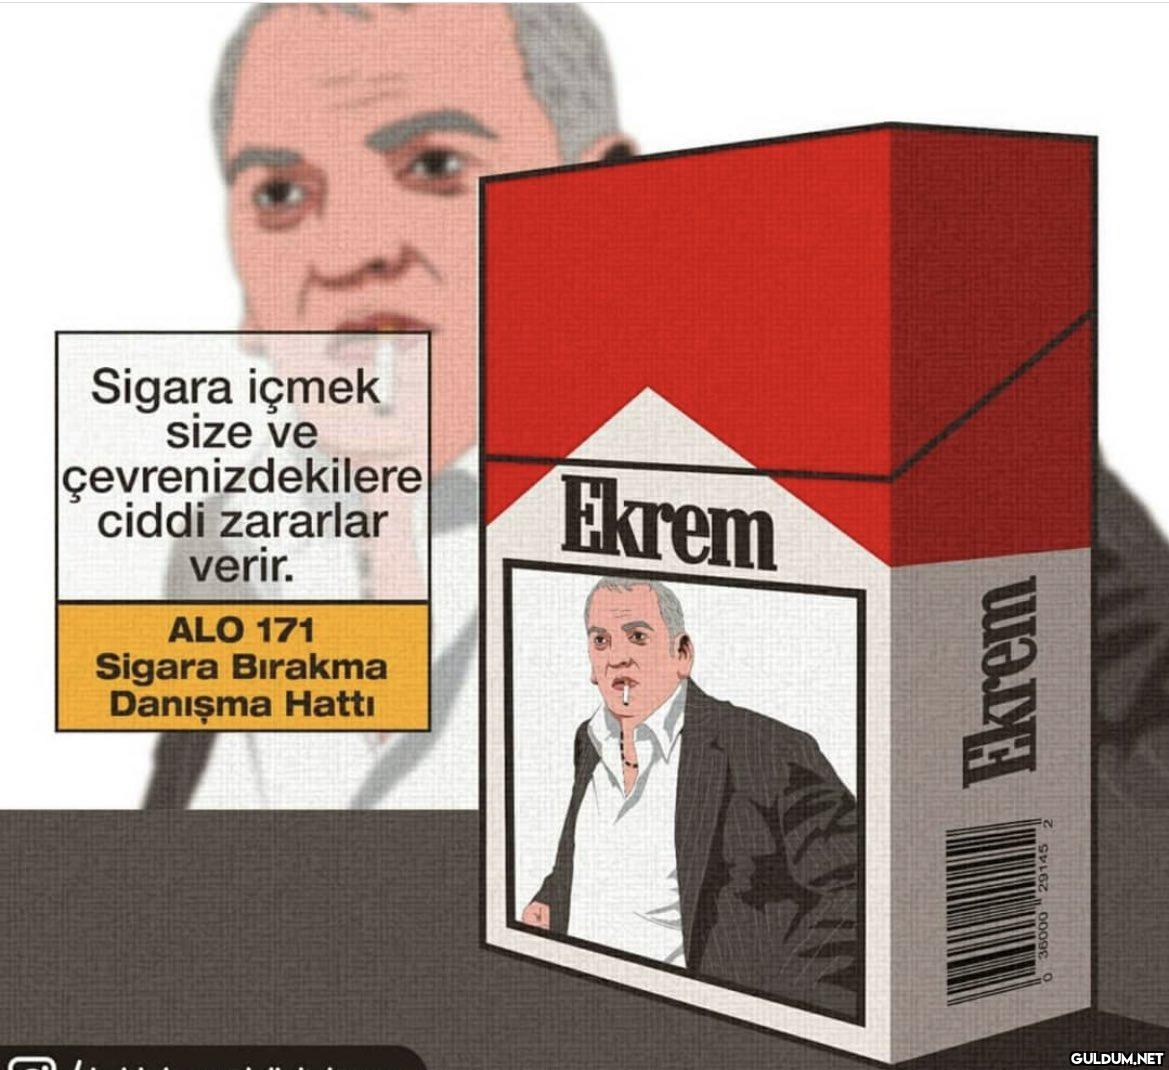 Sigara içmek
size ve
çevrenizdekilere
ciddi zararlar
verir.
ALO 171
Sigara Bırakma
Danışma Hattı
Ekrem
Ekrem
0 36000 29145 2
GULDUM.NET